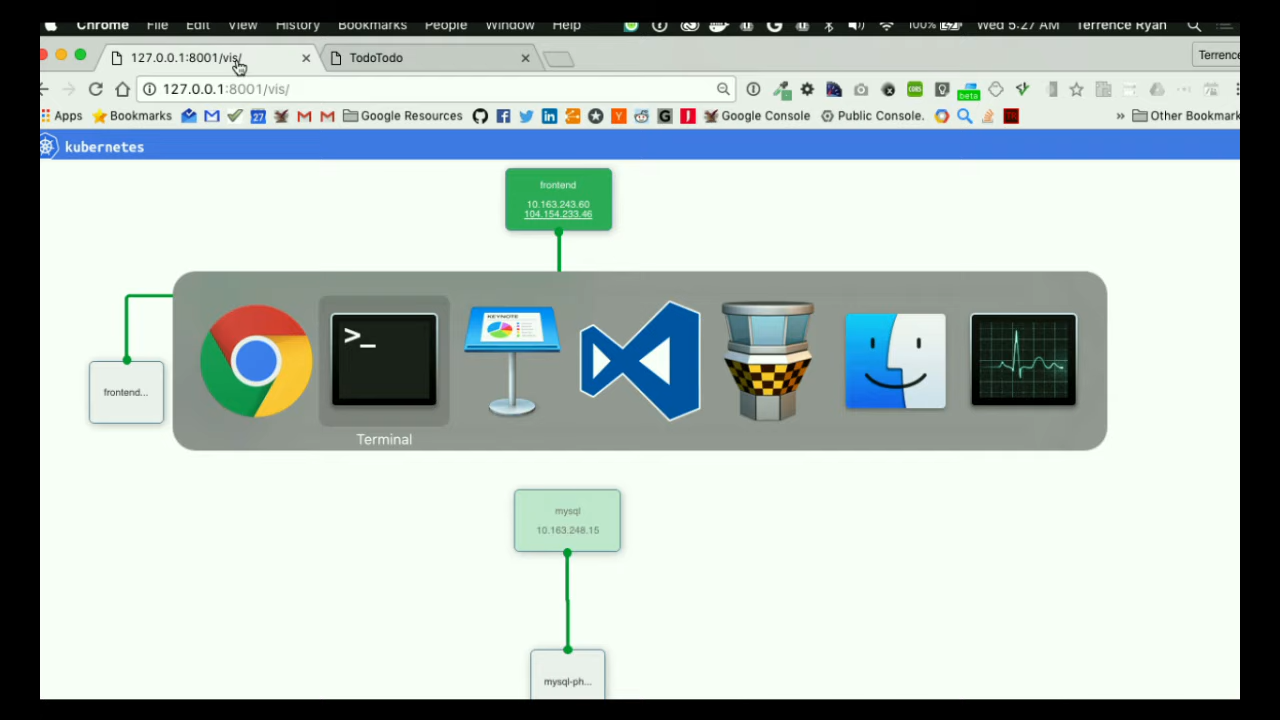 Chrome File Edit View History Bookmarks People Window Help 100% Wed 5:27 AM Terrence Ryan
127.0.0.1:8001/vis/ TodoTodo Terrence
127.0.0.1:8001/vis/
Apps Bookmarks 27 Google Resources Google Console Public Console. » Other Bookmark
beta
kubernetes
frontend
10.163.243.60
104.154.233.46
KEYNOTE
>_
frontend...
Terminal
mysql
10.163.248.15
mysql-ph...